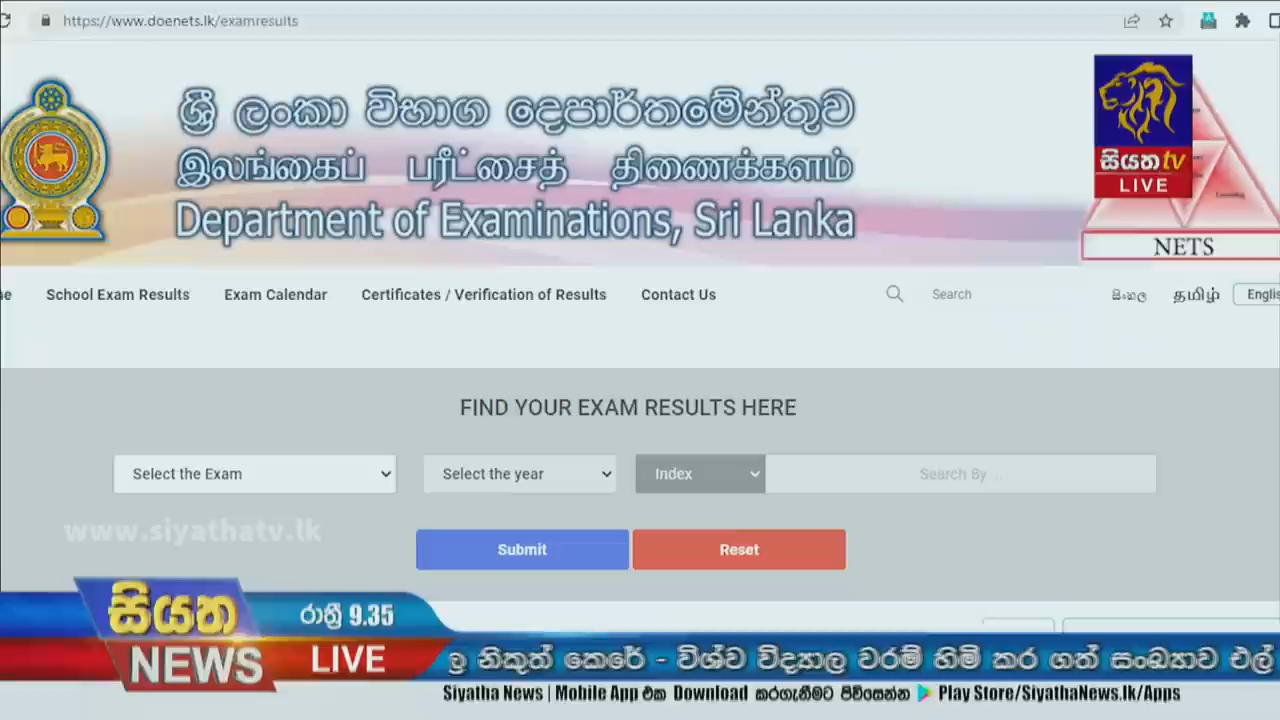 https://www.doenets.lk/examresults
ශ්‍රී ලංකා විභාග දෙපාර්තමේන්තුව
இலங்கைப் பரீட்சைத் திணைக்களம்
Department of Examinations, Sri Lanka
සියත tv
LIVE
NETS
School Exam Results
Exam Calendar
Certificates / Verification of Results
Contact Us
Search
සිංහල
தமிழ்
FIND YOUR EXAM RESULTS HERE
Select the Exam
Select the year
Index
Search By ...
www.siyathatv.lk
Submit
Reset
සියත
NEWS
රාත්‍රී 9.35
LIVE
ඉ නිකුත් කෙරේ - විශ්ව විද්‍යාල වරම් හිමි කර ගත් සංඛ්‍යාව එල්
Siyatha News | Mobile App එක Download කරගැනීමට පිවිසෙන්න Play Store/SiyathaNews.lk/Apps